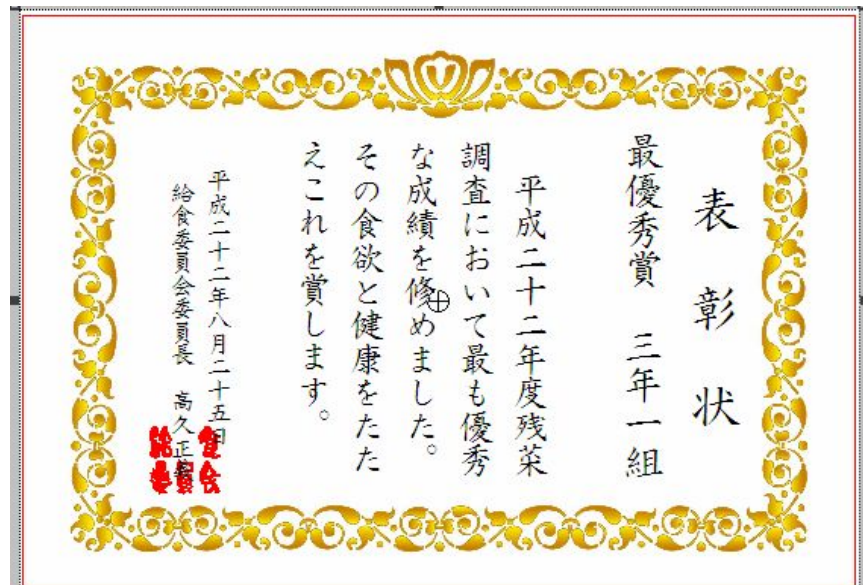 表彰状
最優秀賞　三年一組
平成二十二年度残菜
調査において最も優秀
な成績を修めました。
その食欲と健康をたた
えこれを賞します。
平成二十二年八月二十五日
給食委員会委員長　高久正義